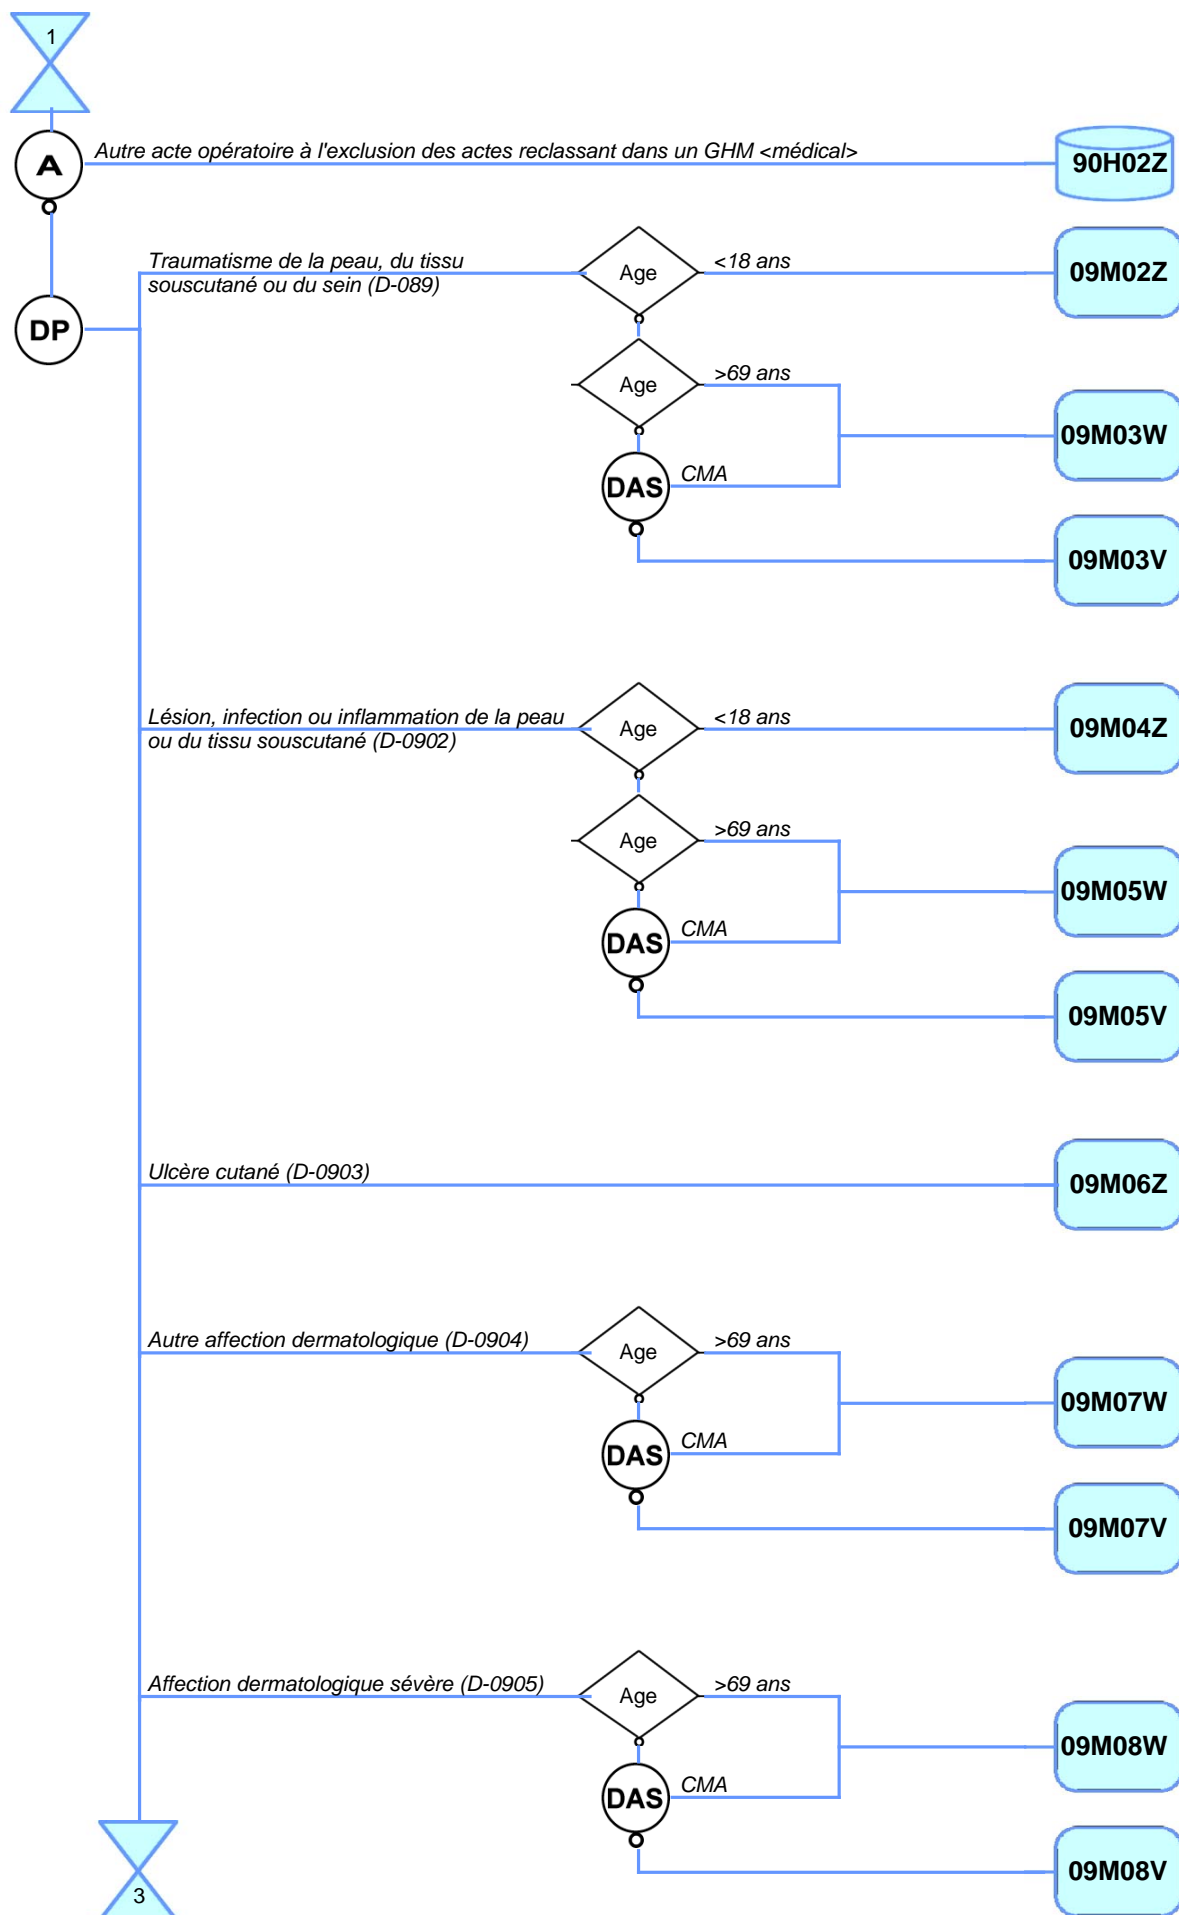 1
A
Autre acte opératoire à l'exclusion des actes reclassant dans un GHM <médical>
90H02Z
DP
Traumatisme de la peau, du tissu
souscutané ou du sein (D-089)
Age
<18 ans
09M02Z
Age
>69 ans
09M03W
DAS
CMA
09M03V
Lésion, infection ou inflammation de la peau
ou du tissu souscutané (D-0902)
Age
<18 ans
09M04Z
Age
>69 ans
09M05W
DAS
CMA
09M05V
Ulcère cutané (D-0903)
09M06Z
Autre affection dermatologique (D-0904)
Age
>69 ans
09M07W
DAS
CMA
09M07V
Affection dermatologique sévère (D-0905)
Age
>69 ans
09M08W
DAS
CMA
09M08V
3